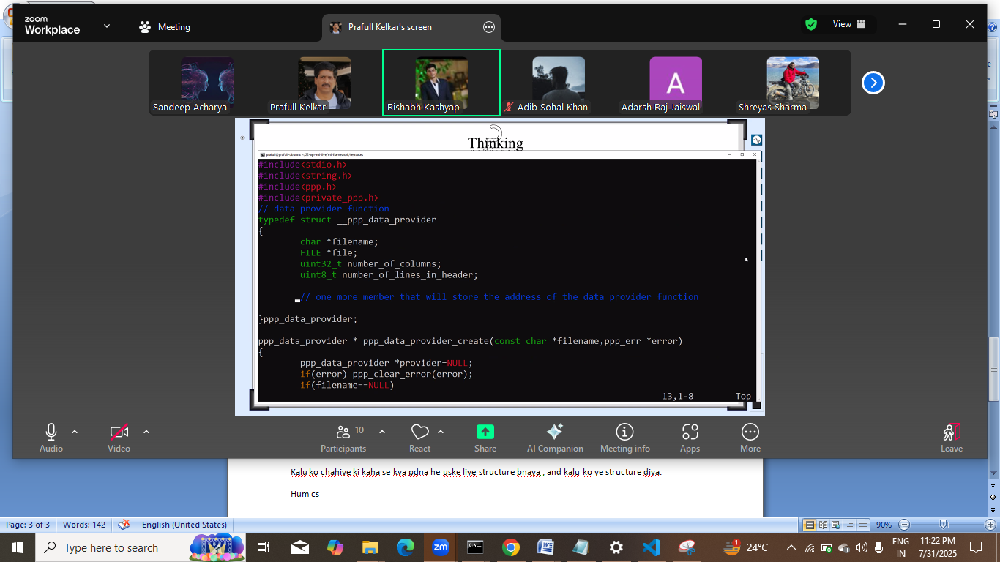 zoom
Workplace
Meeting
Prafull Kelkar's screen
View
Sandeep Acharya
Prafull Kelkar
Rishabh Kashyap
Adib Sohal Khan
A
Adarsh Raj Jaiswal
Shreyas Sharma
Thinking
#include<stdio.h>
#include<string.h>
#include<ppp.h>
#include<private_ppp.h>
// data provider function
typedef struct __ppp_data_provider
{
char *filename;
FILE *file;
uint32_t number_of_columns;
uint8_t number_of_lines_in_header;
// one more member that will store the address of the data provider function
}ppp_data_provider;
ppp_data_provider * ppp_data_provider_create(const char *filename,ppp_err *error)
{
ppp_data_provider *provider=NULL;
if(error) ppp_clear_error(error);
if(filename==NULL)
13,1-8 Top
Audio
Video
Participants
10
React
Share
AI Companion
Meeting info
Apps
More
Leave
Kalu ko chahiye ki kaha se kya pdna he uske liye structure bnaya , and kalu ko ye structure diya.
Hum cs
Page: 3 of 3
Words: 142
English (United States)
90%
Type here to search
zm
24°C
ENG
IN
11:22 PM
7/31/2025